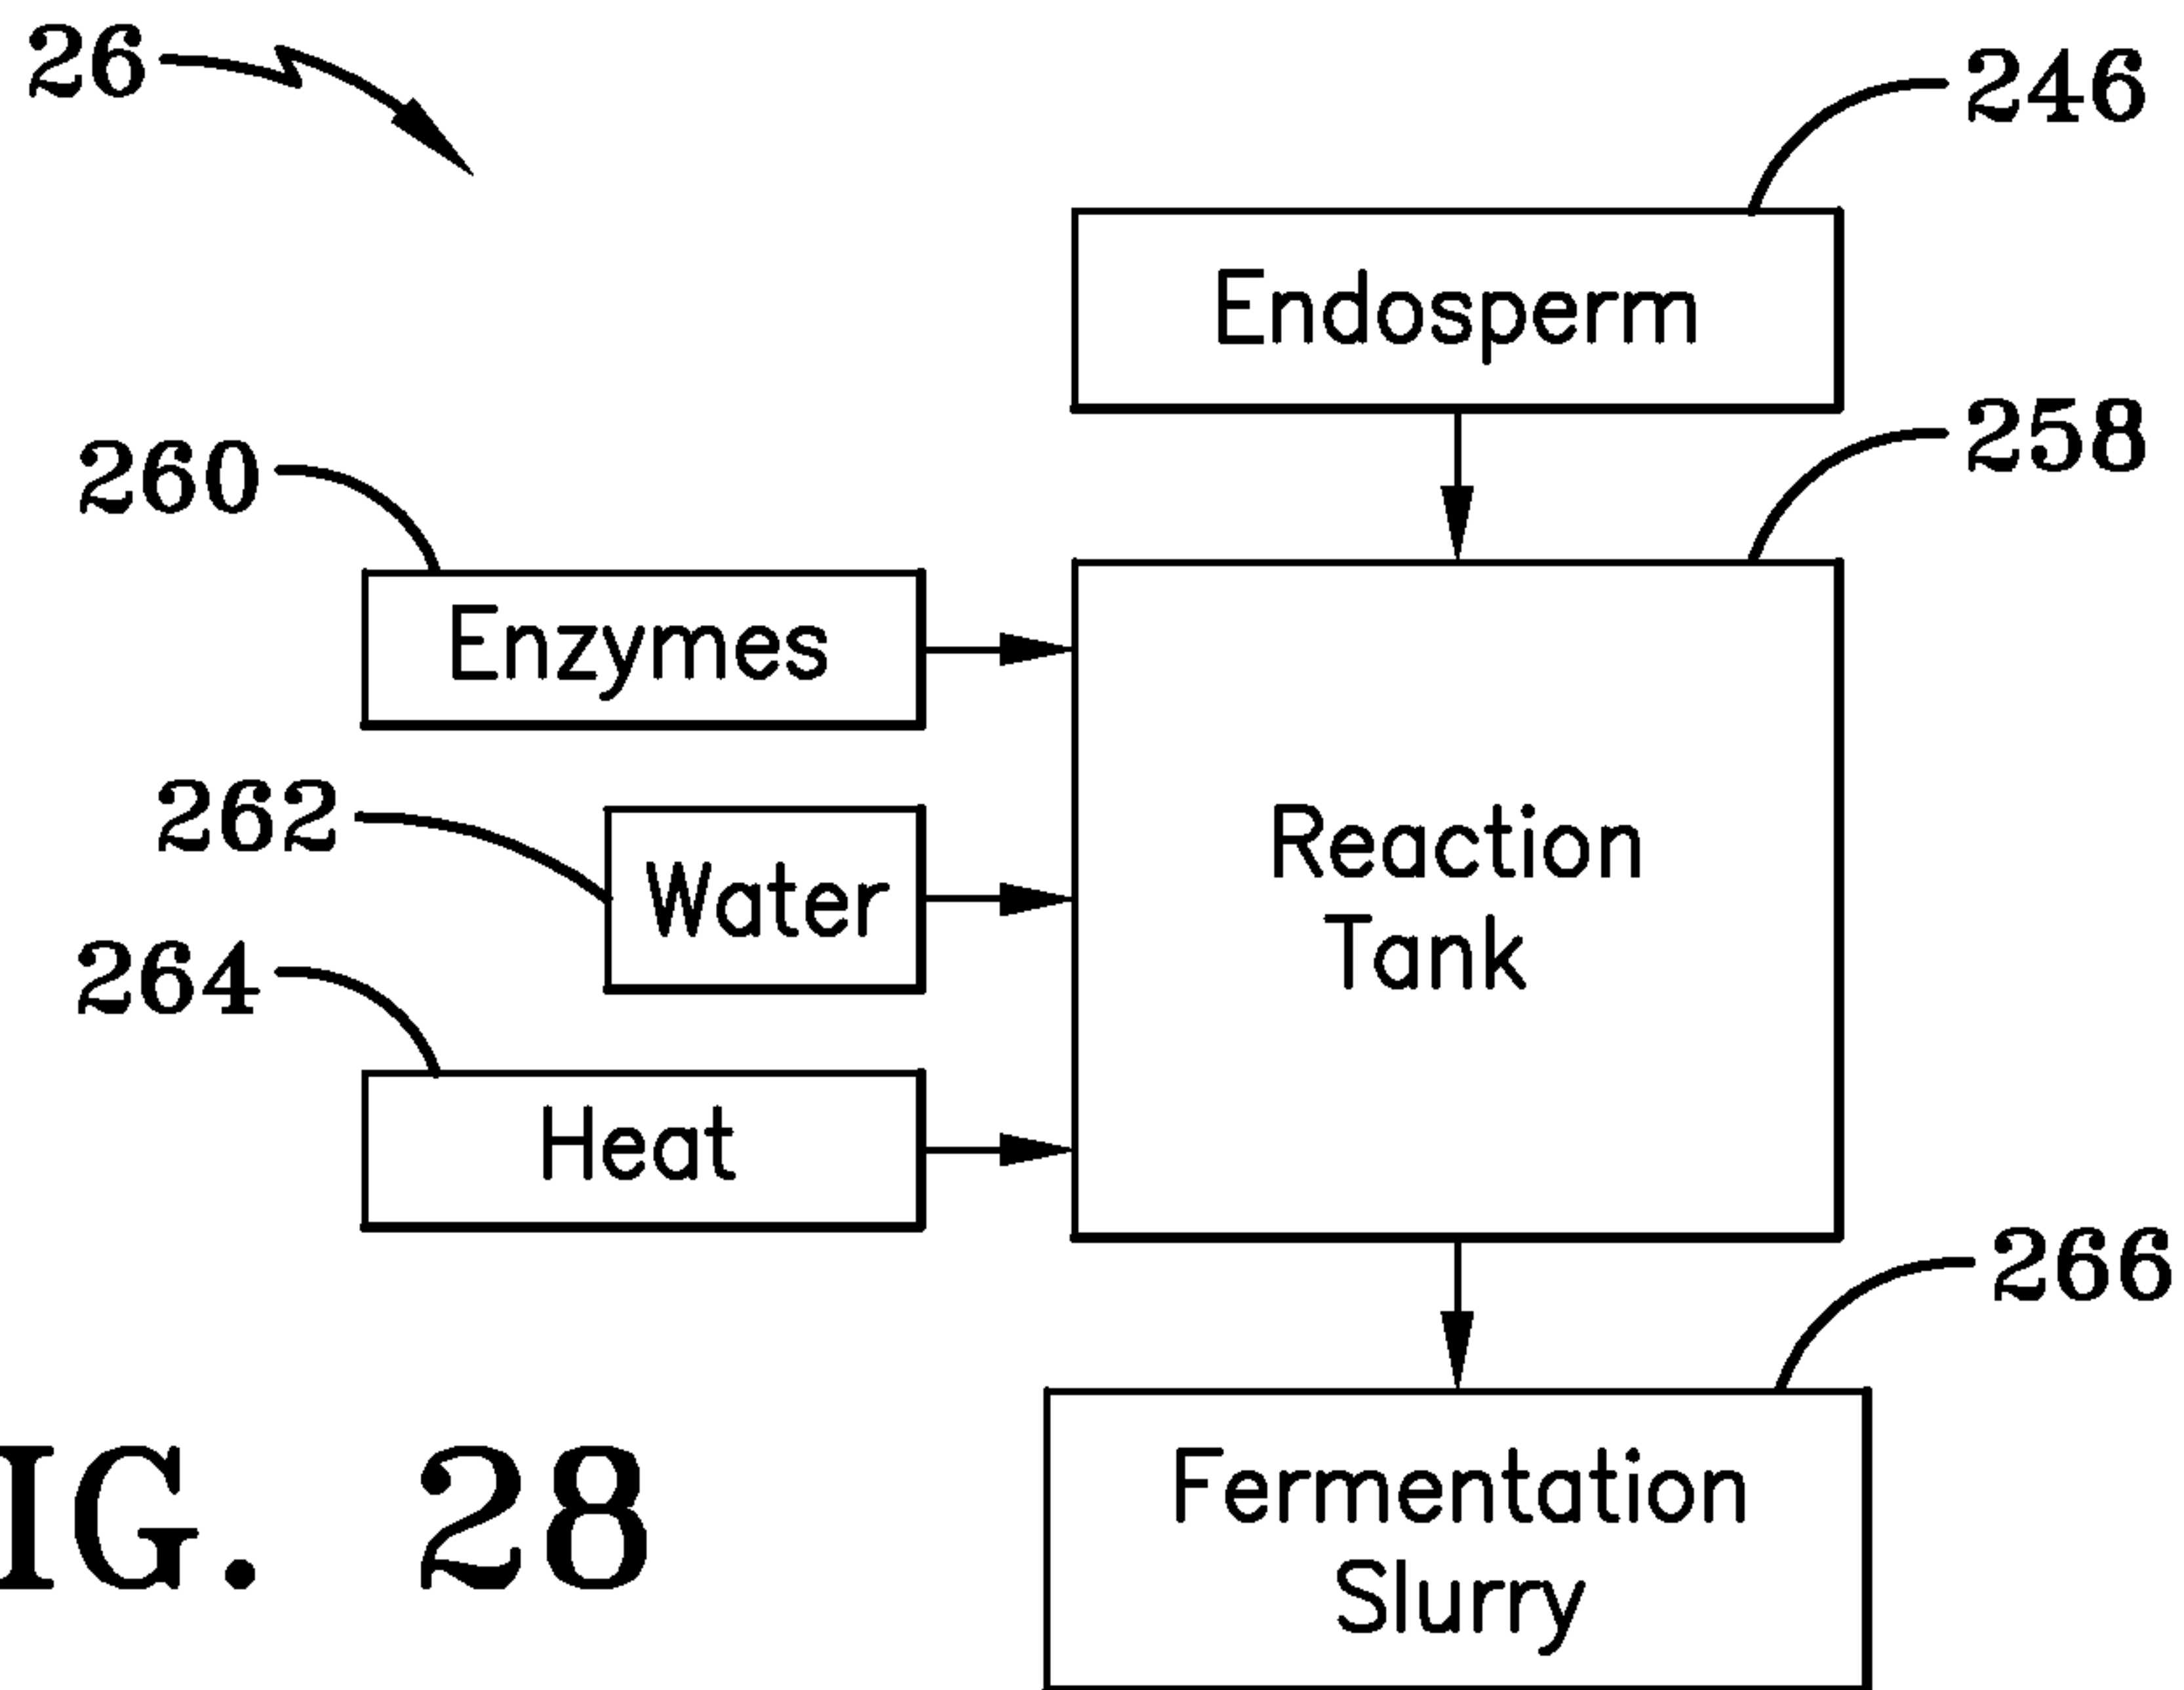 26
246
Endosperm
258
260
Enzymes
262
Water
Reaction
Tank
264
Heat
266
IG. 28
Fermentation
Slurry